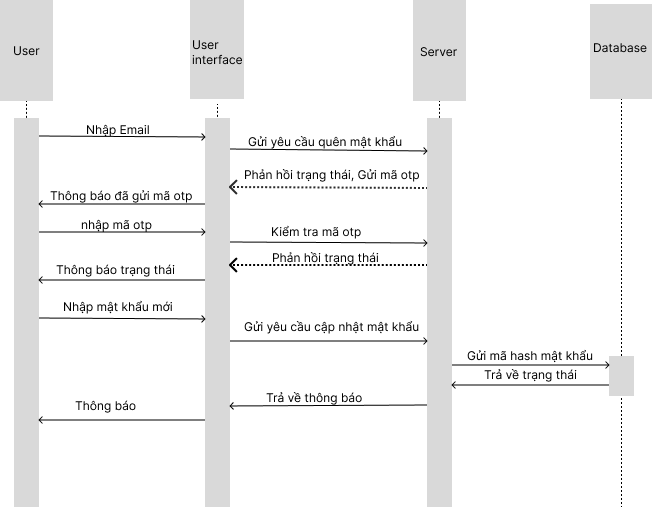 User
User
interface
Server
Database
Nhập Email
Gửi yêu cầu quên mật khẩu
Phản hồi trạng thái, Gửi mã otp
Thông báo đã gửi mã otp
nhập mã otp
Kiểm tra mã otp
Phản hồi trạng thái
Thông báo trạng thái
Nhập mật khẩu mới
Gửi yêu cầu cập nhật mật khẩu
Gửi mã hash mật khẩu
Trả về trạng thái
Trả về thông báo
Thông báo